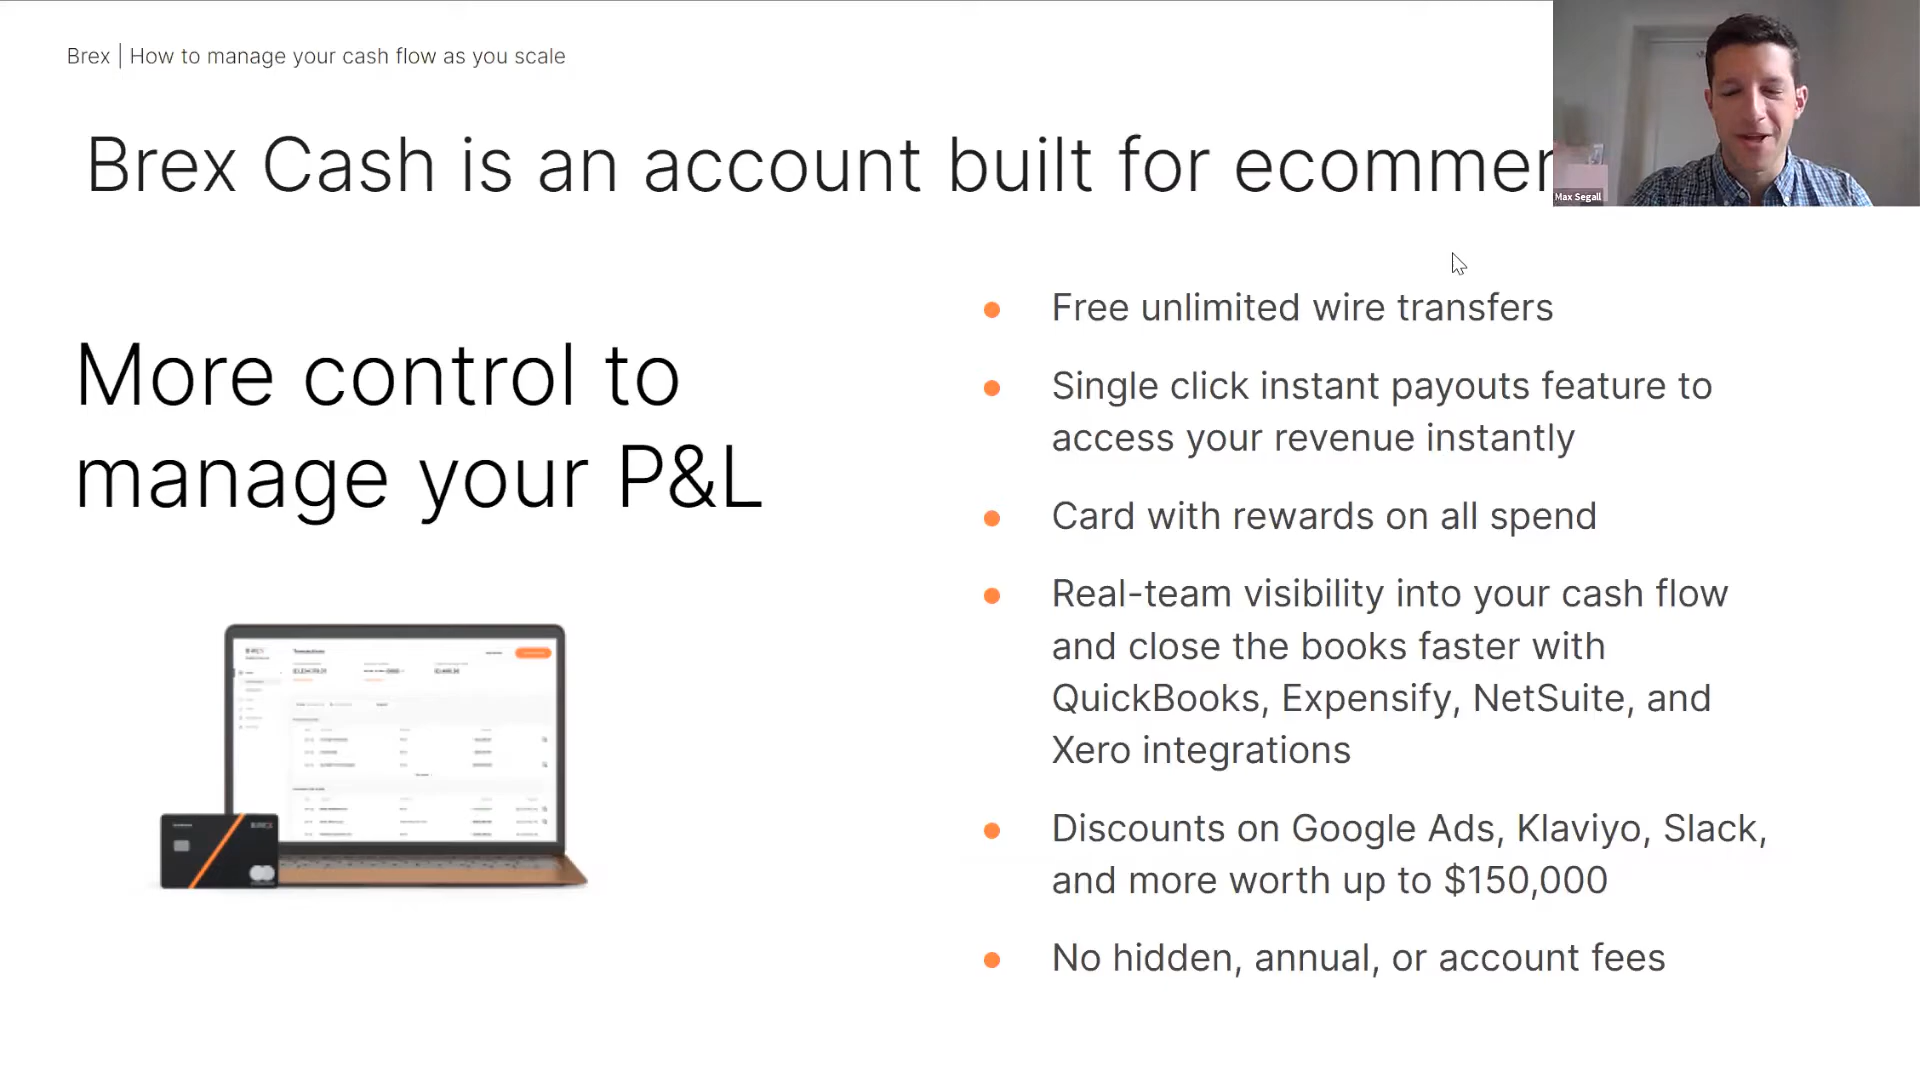 Brex | How to manage your cash flow as you scale
Brex Cash is an account built for ecommer
Max Segall
More control to
manage your P&L
Free unlimited wire transfers
Single click instant payouts feature to
access your revenue instantly
Card with rewards on all spend
Real-team visibility into your cash flow
and close the books faster with
QuickBooks, Expensify, NetSuite, and
Xero integrations
Discounts on Google Ads, Klaviyo, Slack,
and more worth up to $150,000
No hidden, annual, or account fees